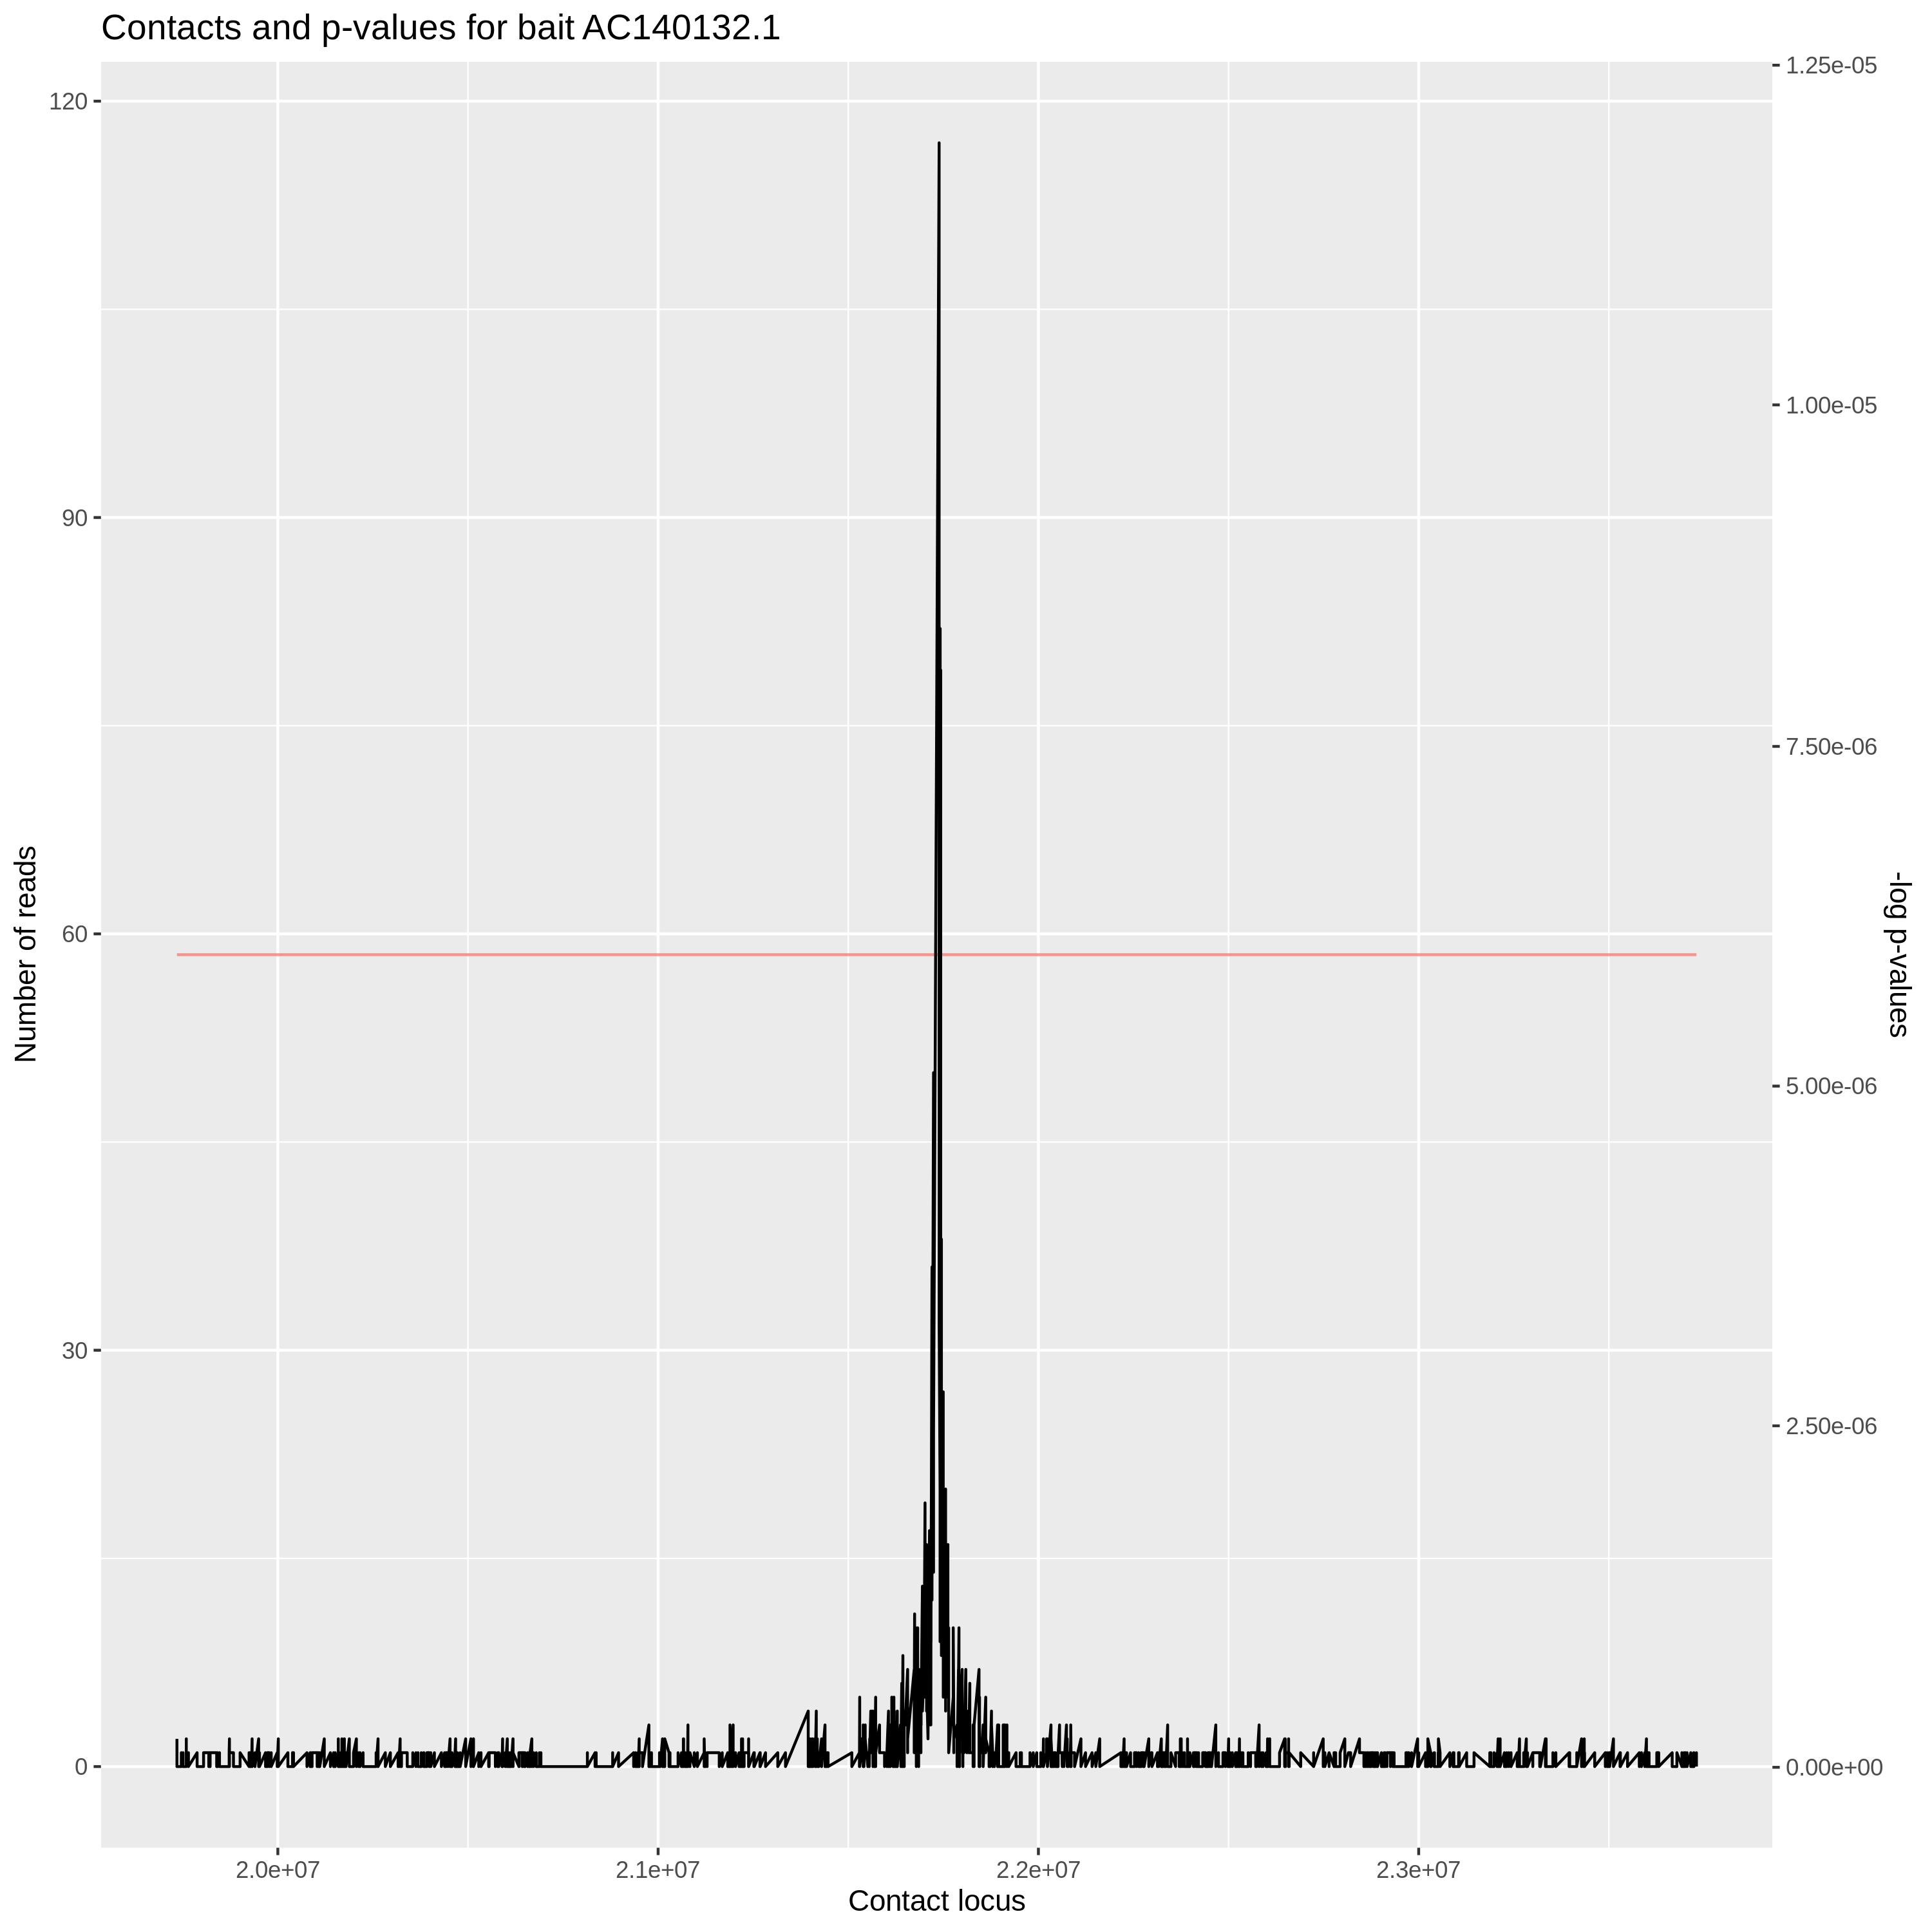 Contacts and p-values for bait AC140132.1
120
90
60
30
0
Number of reads
1.25e-05
1.00e-05
7.50e-06
5.00e-06
2.50e-06
0.00e+00
-log p-values
2.0e+07
2.1e+07
2.2e+07
2.3e+07
Contact locus